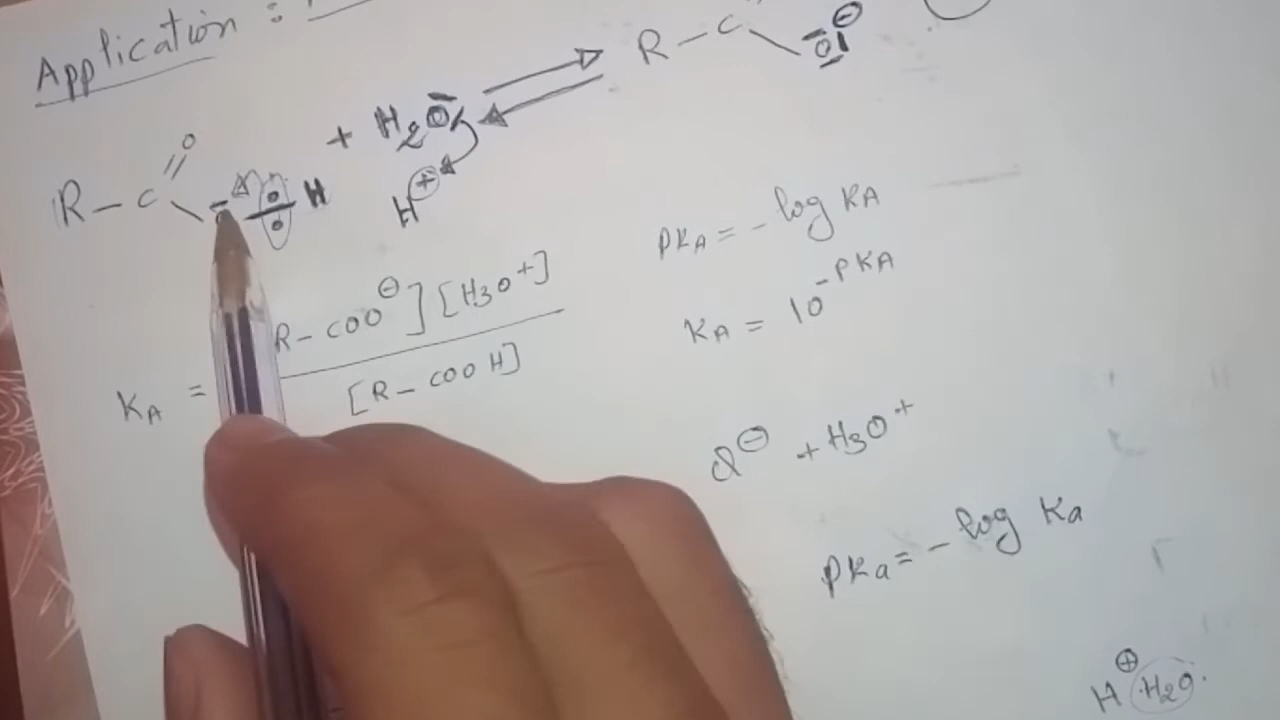 Application :
R - C
O
⊖
R - C
O
O H
+ H2O
H ⊕
KA = R - COO ⊖ ] [H3O+]
[R - COO H]
PKA = - log KA
KA = 10 -PKA
⊖ + H3O+
PKa = - log Ka
H ⊕ H2O.